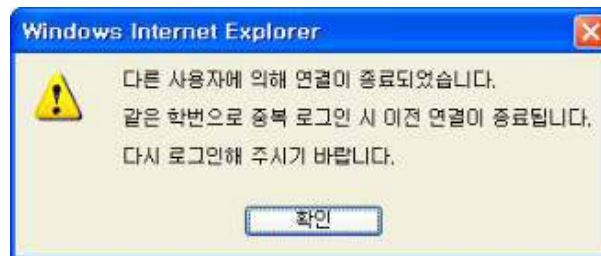 Windows Internet Explorer
다른 사용자에 의해 연결이 종료되었습니다.
같은 학번으로 중복 로그인 시 이전 연결이 종료됩니다.
다시 로그인해 주시기 바랍니다.
확인